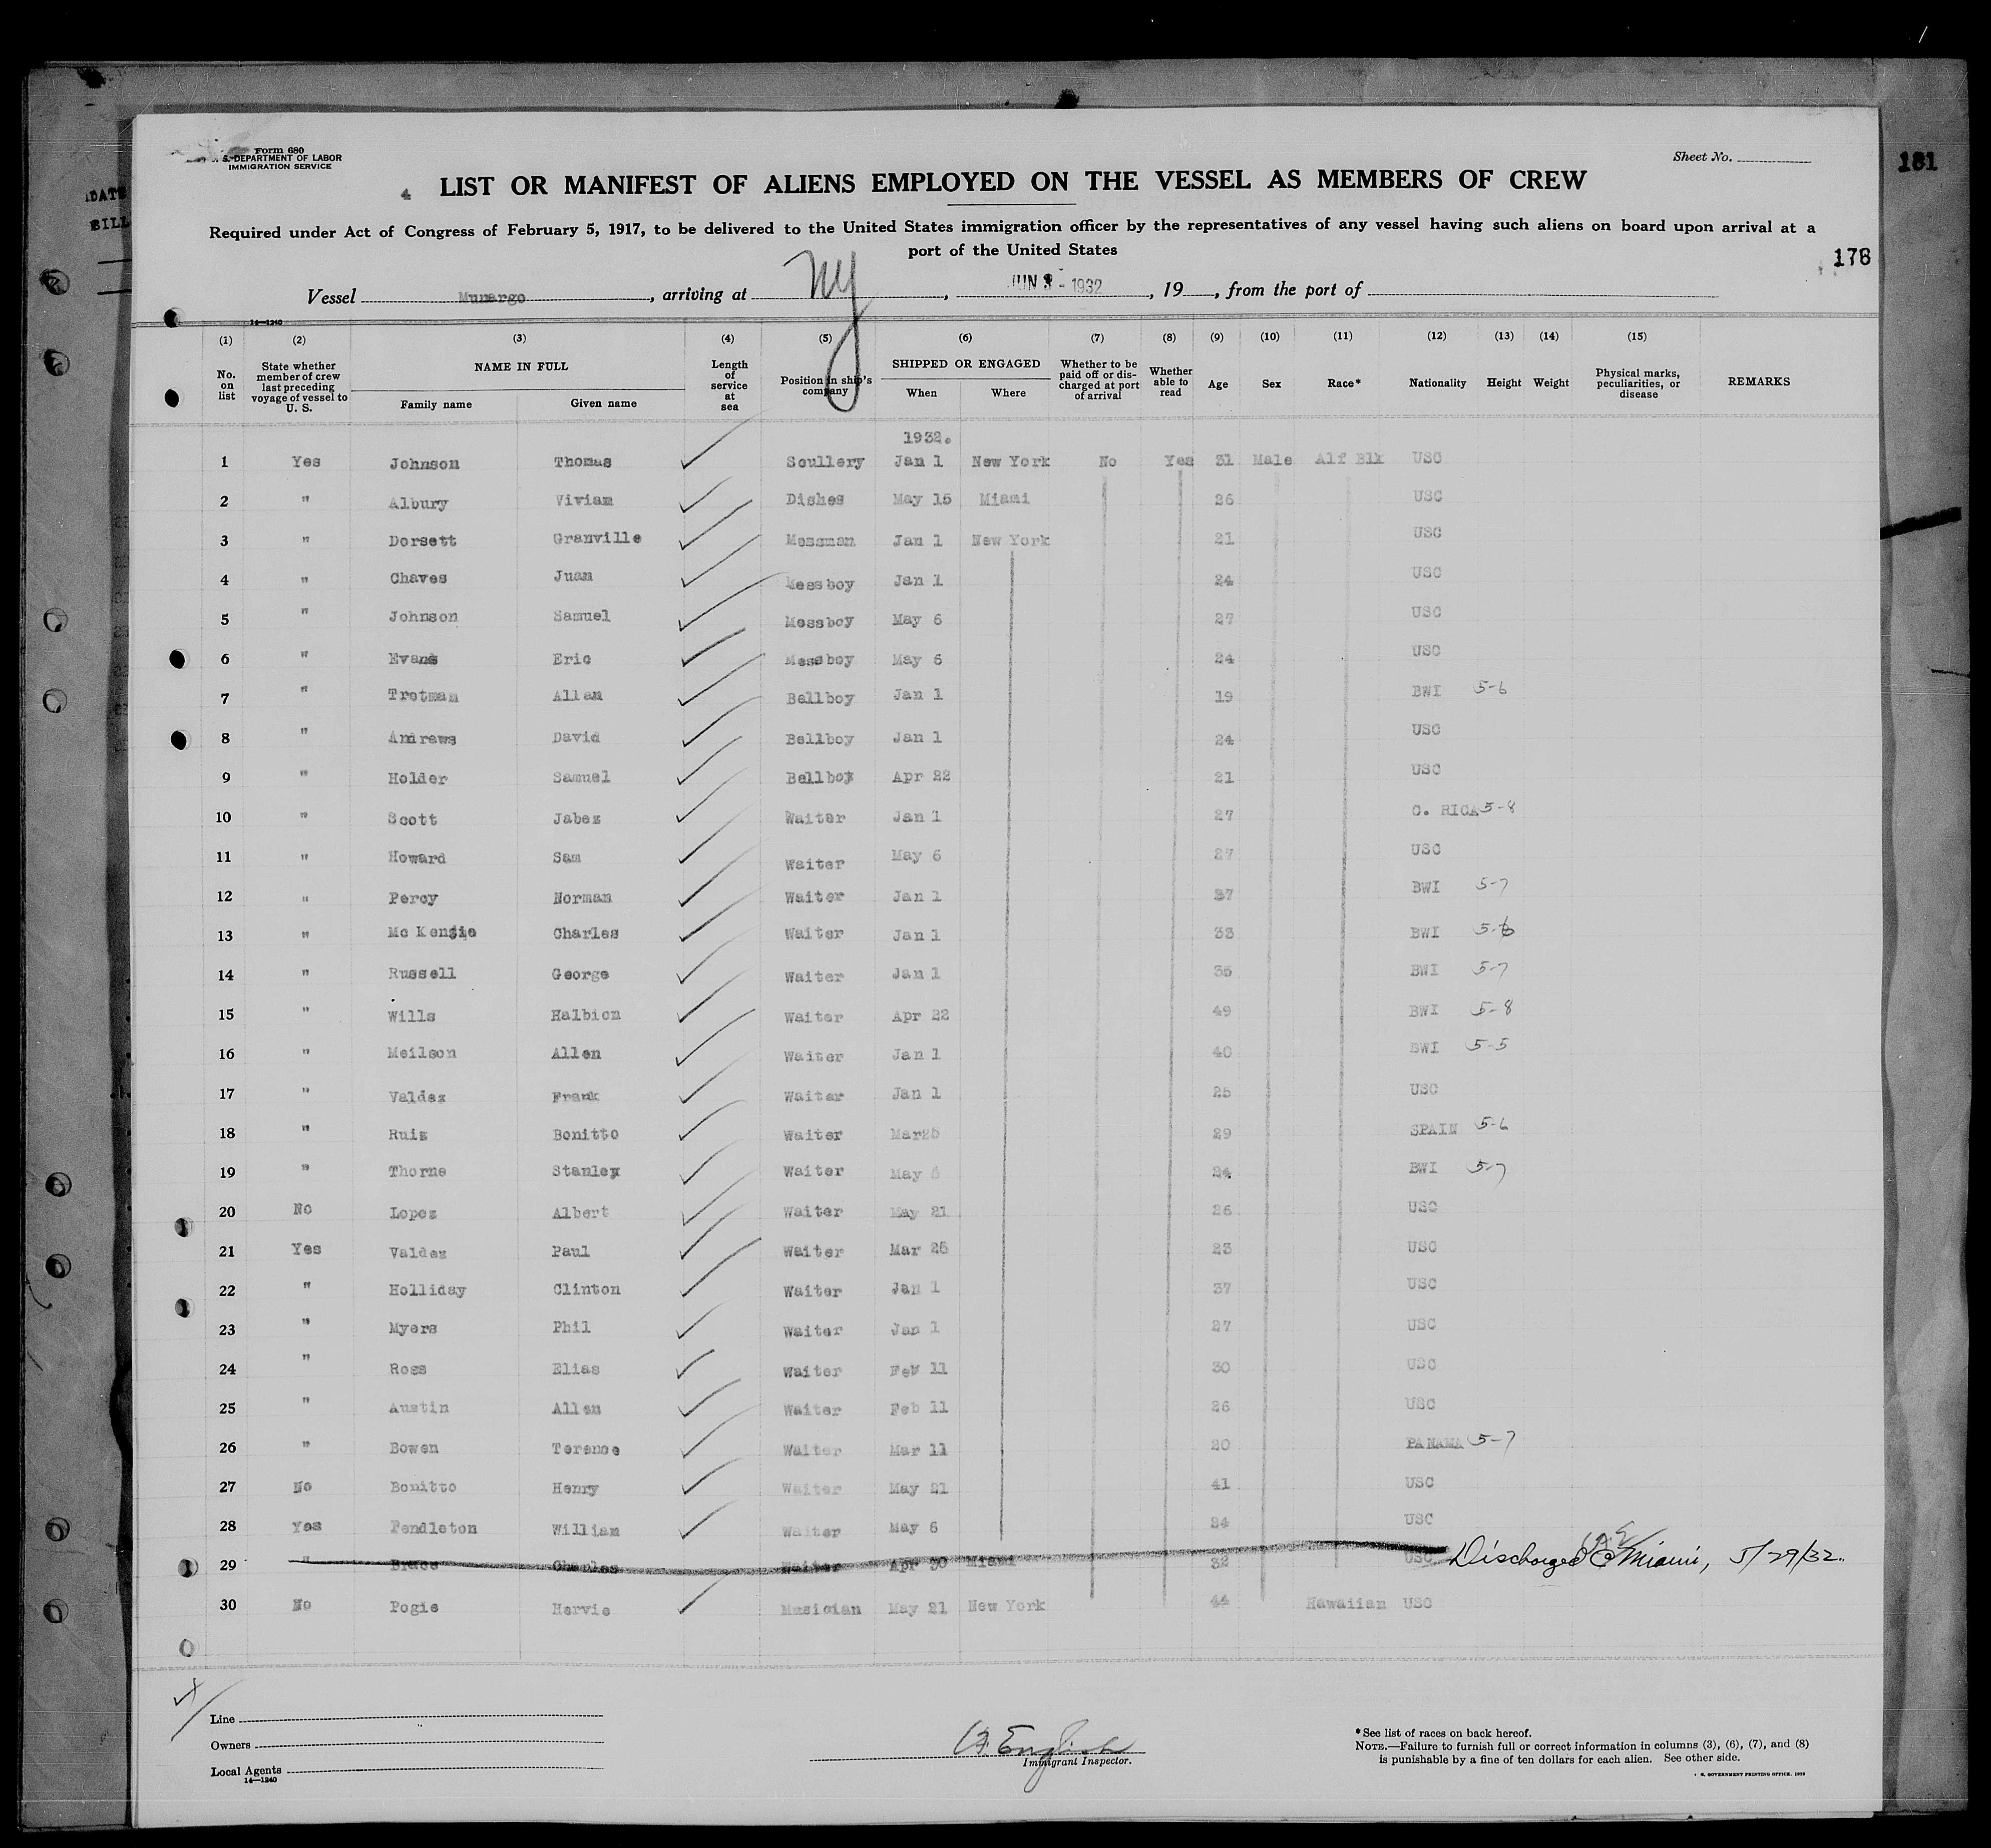 Form 680
U. S. DEPARTMENT OF LABOR
IMMIGRATION SERVICE
Sheet No.
181
4 LIST OR MANIFEST OF ALIENS EMPLOYED ON THE VESSEL AS MEMBERS OF CREW
Required under Act of Congress of February 5, 1917, to be delivered to the United States immigration officer by the representatives of any vessel having such aliens on board upon arrival at a
port of the United States
178
Vessel Munargo, arriving at NY, JUN 3 - 1932, 19, from the port of
14—1240
(1) (2) (3) (4) (5) (6) (7) (8) (9) (10) (11) (12) (13) (14) (15)
No. on list State whether member of crew last preceding voyage of vessel to U. S. NAME IN FULL Family name Given name Length of service at sea Position in ship's company SHIPPED OR ENGAGED When Where Whether to be paid off or discharged at port of arrival Whether able to read Age Sex Race* Nationality Height Weight Physical marks, peculiarities, or disease REMARKS
1932.
1 Yes Johnson Thomas Scullery Jan 1 New York No Yes 31 Male Alf Blk USC
2 " Albury Vivian Dishes May 15 Miami 26 USC
3 " Dorsett Granville Messman Jan 1 New York 21 USC
4 " Chaves Juan Messboy Jan 1 24 USC
5 " Johnson Samuel Messboy May 6 27 USC
6 " Evans Eric Messboy May 6 24 USC
7 " Trotman Allan Bellboy Jan 1 19 BWI 5-6
8 " Andrews David Bellboy Jan 1 24 USC
9 " Holder Samuel Bellboy Apr 22 21 USC
10 " Scott Jabez Waiter Jan 1 27 C. RICA 5-8
11 " Howard Sam Waiter May 6 27 USC
12 " Percy Norman Waiter Jan 1 37 BWI 5-7
13 " Mc Kenzie Charles Waiter Jan 1 33 BWI 5-6
14 " Russell George Waiter Jan 1 35 BWI 5-7
15 " Wills Halbion Waiter Apr 22 49 BWI 5-8
16 " Meilson Allen Waiter Jan 1 40 BWI 5-5
17 " Valdez Frank Waiter Jan 1 25 USC
18 " Ruiz Bonitto Waiter Mar25 29 SPAIN 5-6
19 " Thorne Stanley Waiter May 6 24 BWI 5-7
20 No Lopez Albert Waiter May 21 26 USC
21 Yes Valdez Paul Waiter Mar 25 23 USC
22 " Holliday Clinton Waiter Jan 1 37 USC
23 " Myers Phil Waiter Jan 1 27 USC
24 " Ross Elias Waiter Feb 11 30 USC
25 " Austin Allan Waiter Feb 11 26 USC
26 " Bowen Terence Waiter Mar 11 20 PANAMA 5-7
27 No Bonitto Henry Waiter May 21 41 USC
28 Yes Pendleton William Waiter May 6 24 USC
29 " Brace Charles Waiter Apr 30 Miami 32 USC Discharged Miami, 5/29/32.
30 No Pogie Hervie Musician May 21 New York 44 Hawaiian USC
Line
Owners
Local Agents
14—1240
English
Immigrant Inspector.
*See list of races on back hereof.
NOTE.—Failure to furnish full or correct information in columns (3), (6), (7), and (8)
is punishable by a fine of ten dollars for each alien. See other side.
U. S. GOVERNMENT PRINTING OFFICE: 1929